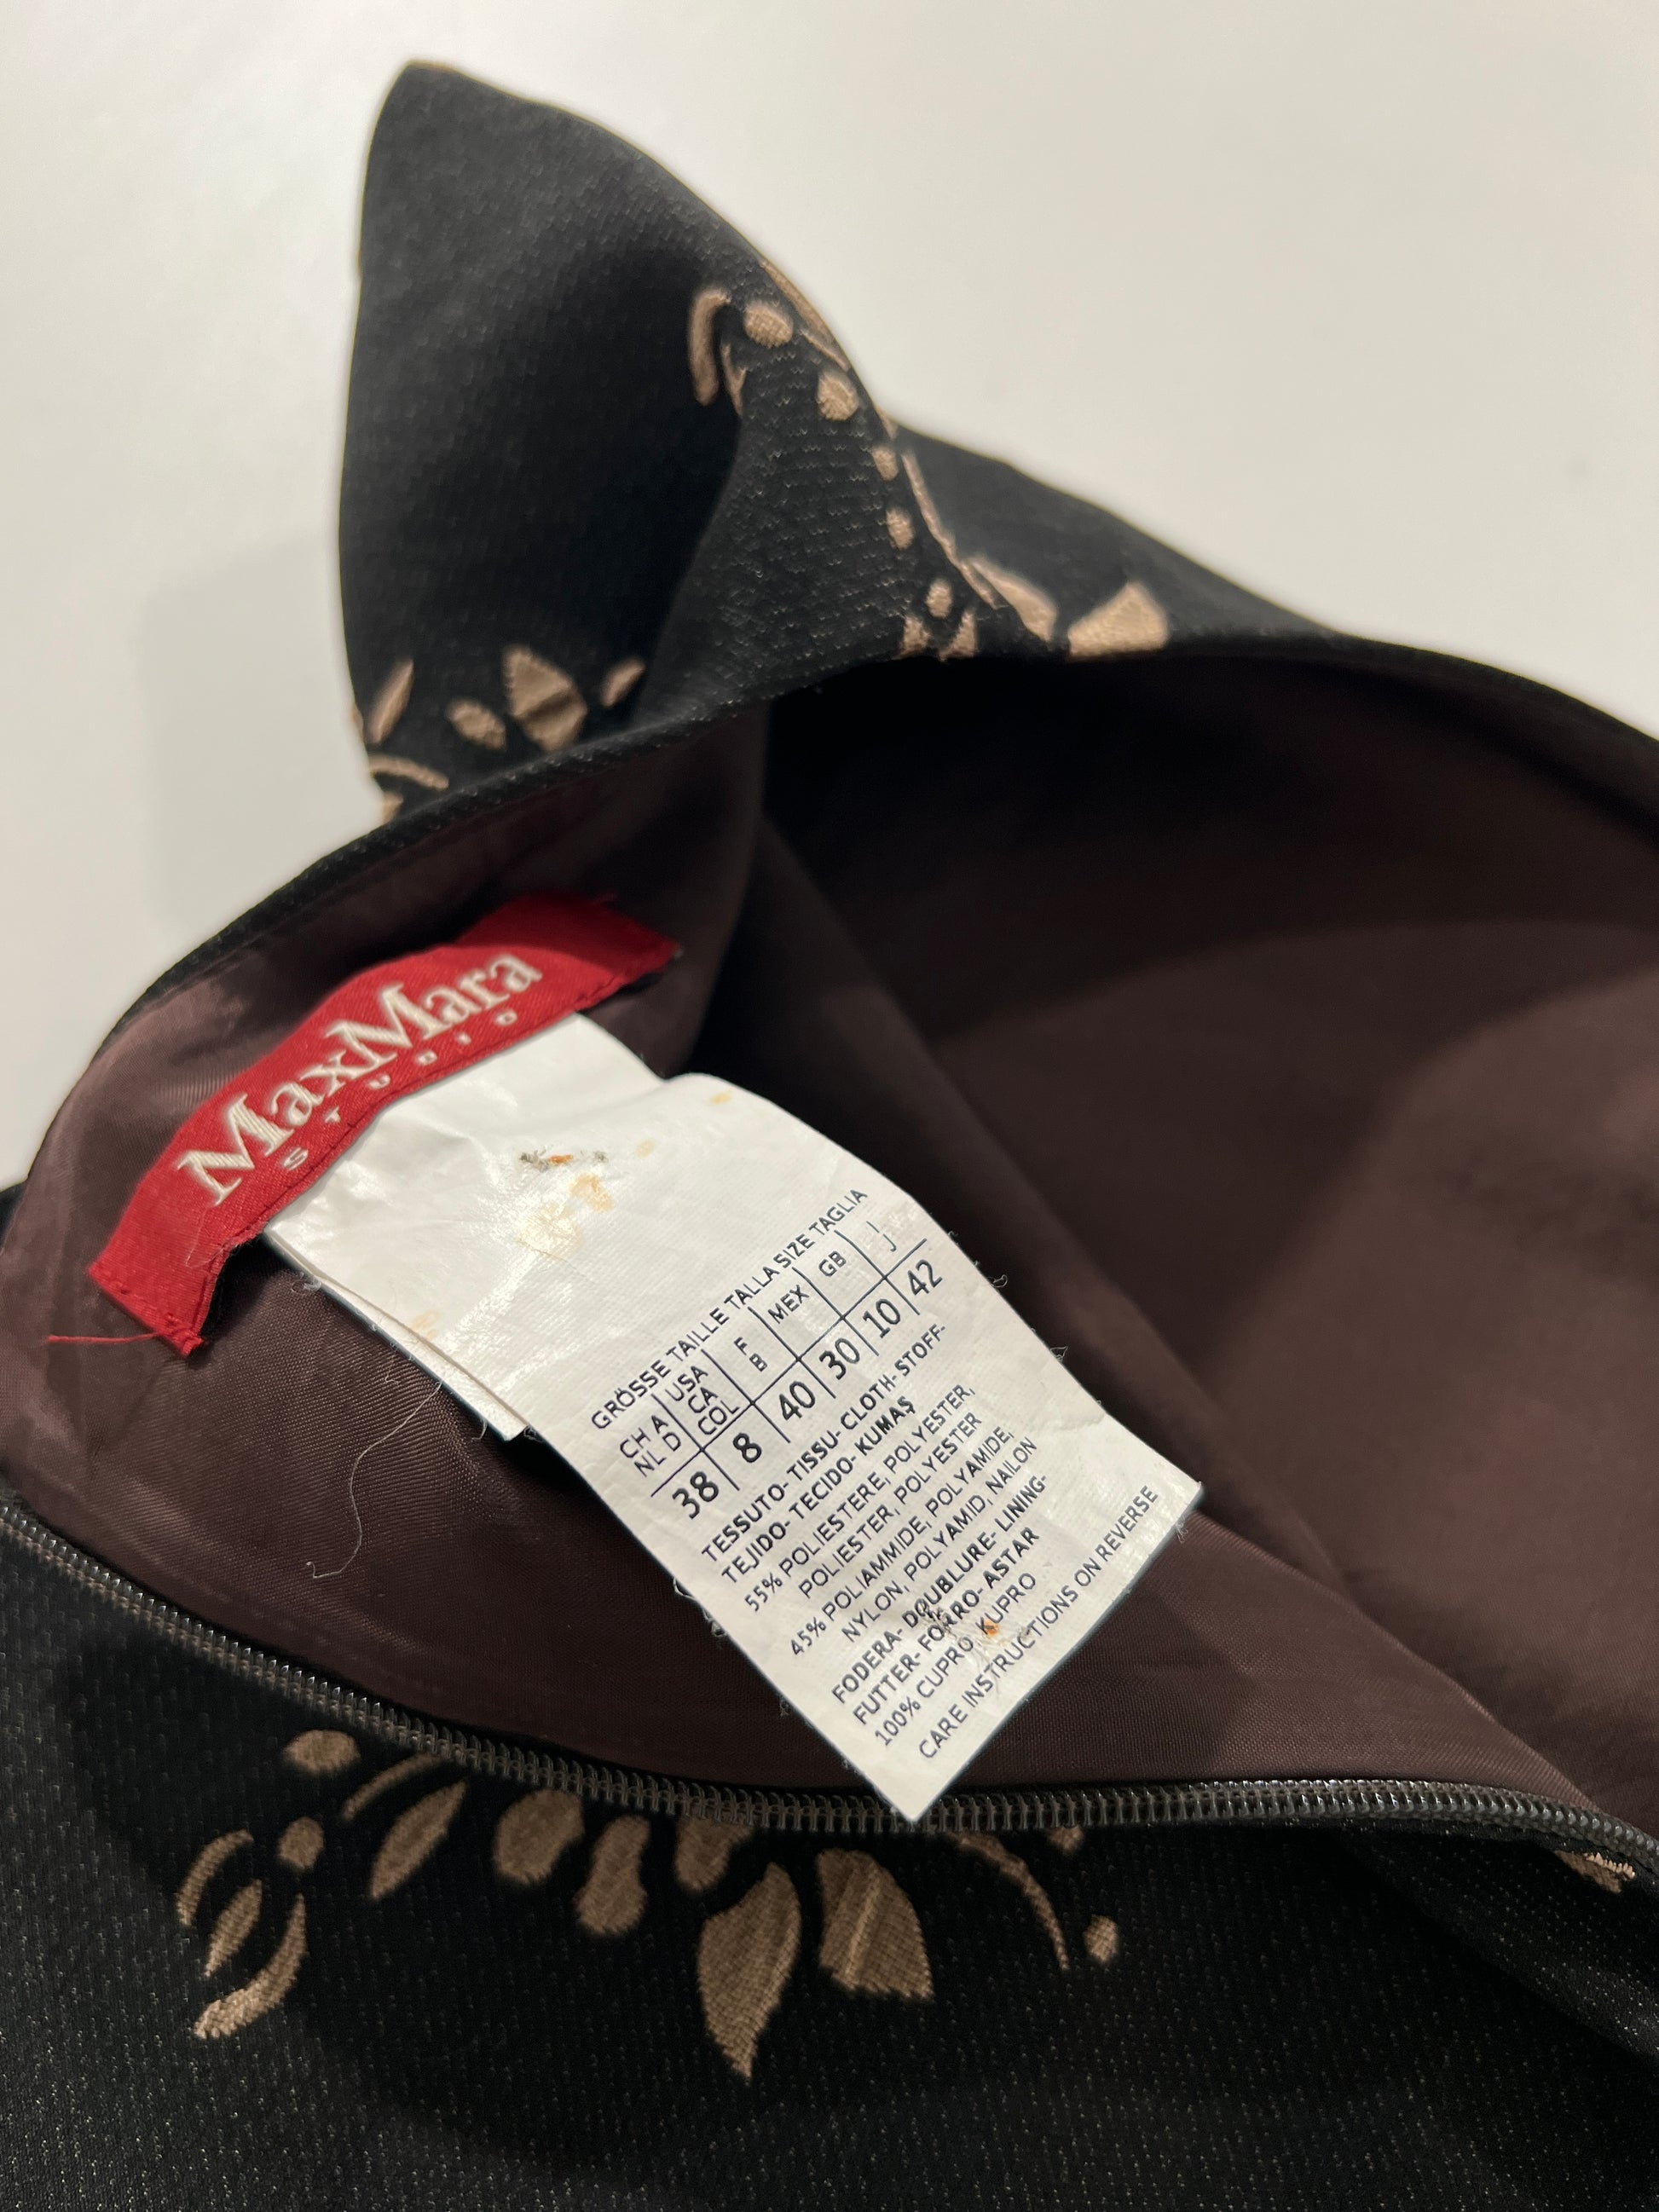 MaxMara
STUDIO
GRÖSSE TAILLE TALLA SIZE TAGLIA
CH A | USA | F | MEX | GB | I
NL D | CA | B | J
COL
38 | 8 | 40 | 30 | 10 | 42
TESSUTO- TISSU- CLOTH- STOFF-
TEJIDO- TECIDO- KUMAŞ
55% POLIESTERE, POLYESTER,
POLIESTER, POLYESTER
45% POLIAMMIDE, POLYAMIDE,
NYLON, POLYAMID, NAILON
FODERA- DOUBLURE- LINING-
FUTTER- FORRO- ASTAR
100% CUPRO KUPRO
CARE INSTRUCTIONS ON REVERSE